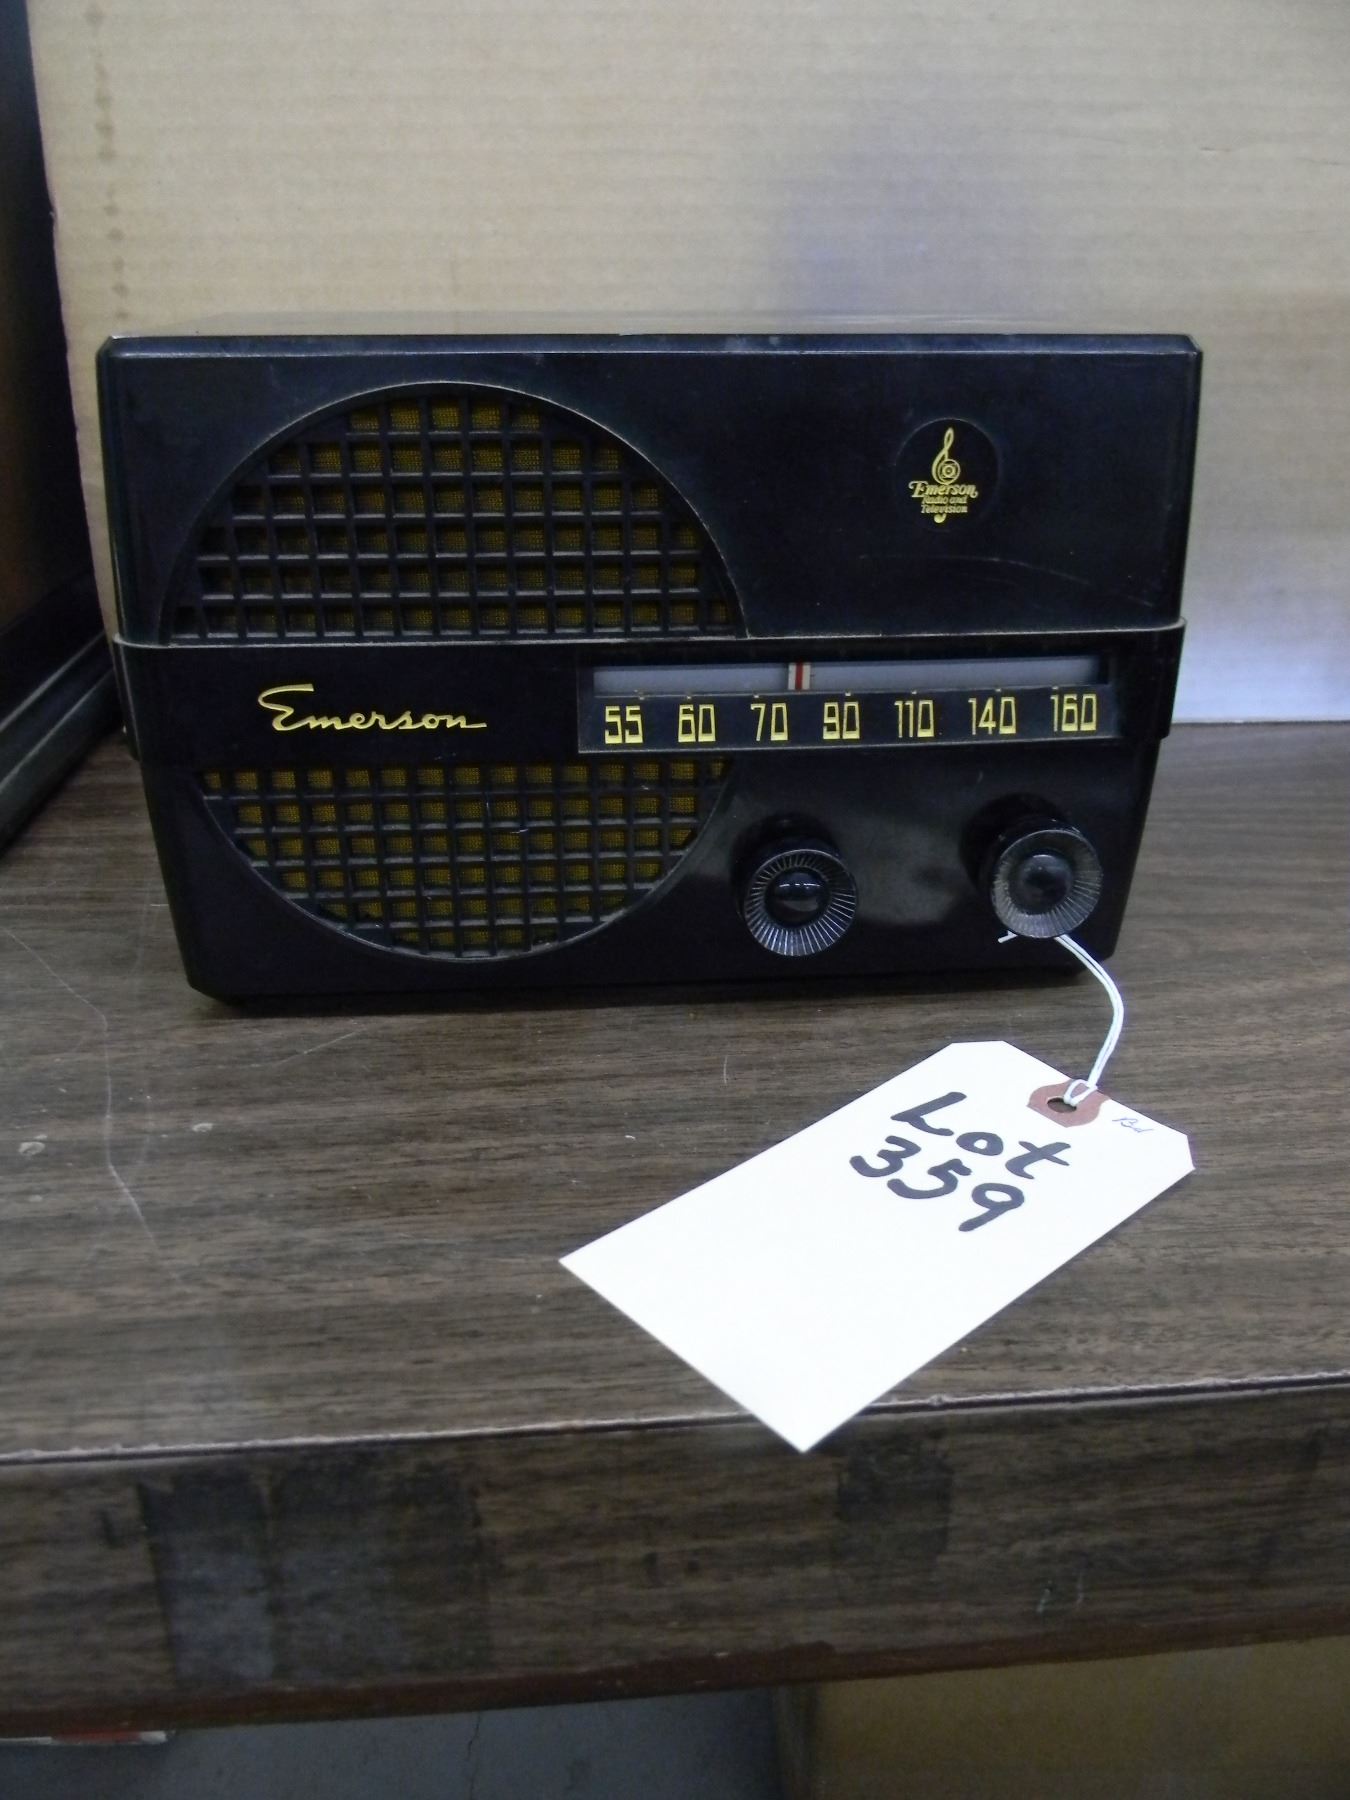 Emerson
Radio and
Television
Emerson
55 60 70 90 110 140 160
Lot
359